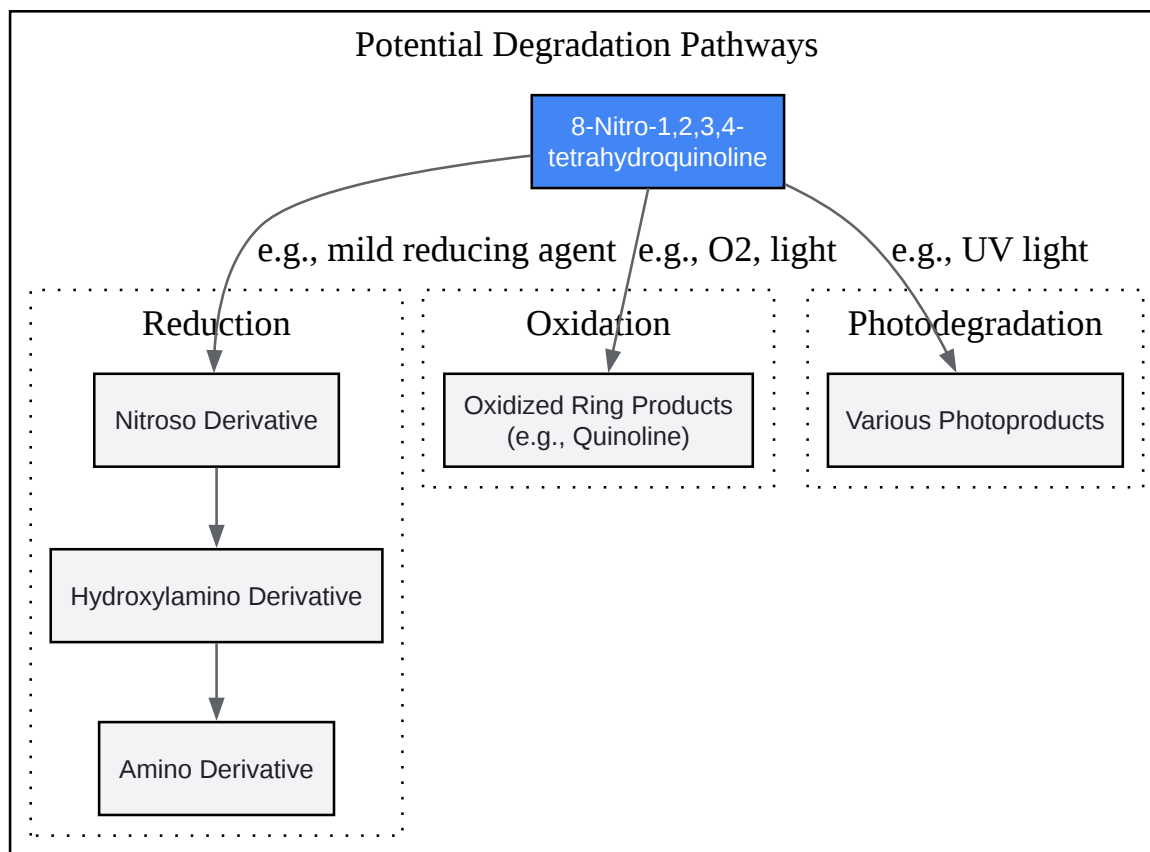 Potential Degradation Pathways
8-Nitro-1,2,3,4-
tetrahydroquinoline
e.g., mild reducing agent
e.g., O2, light
e.g., UV light
Reduction
Oxidation
Photodegradation
Nitroso Derivative
Oxidized Ring Products
(e.g., Quinoline)
Various Photoproducts
Hydroxylamino Derivative
Amino Derivative